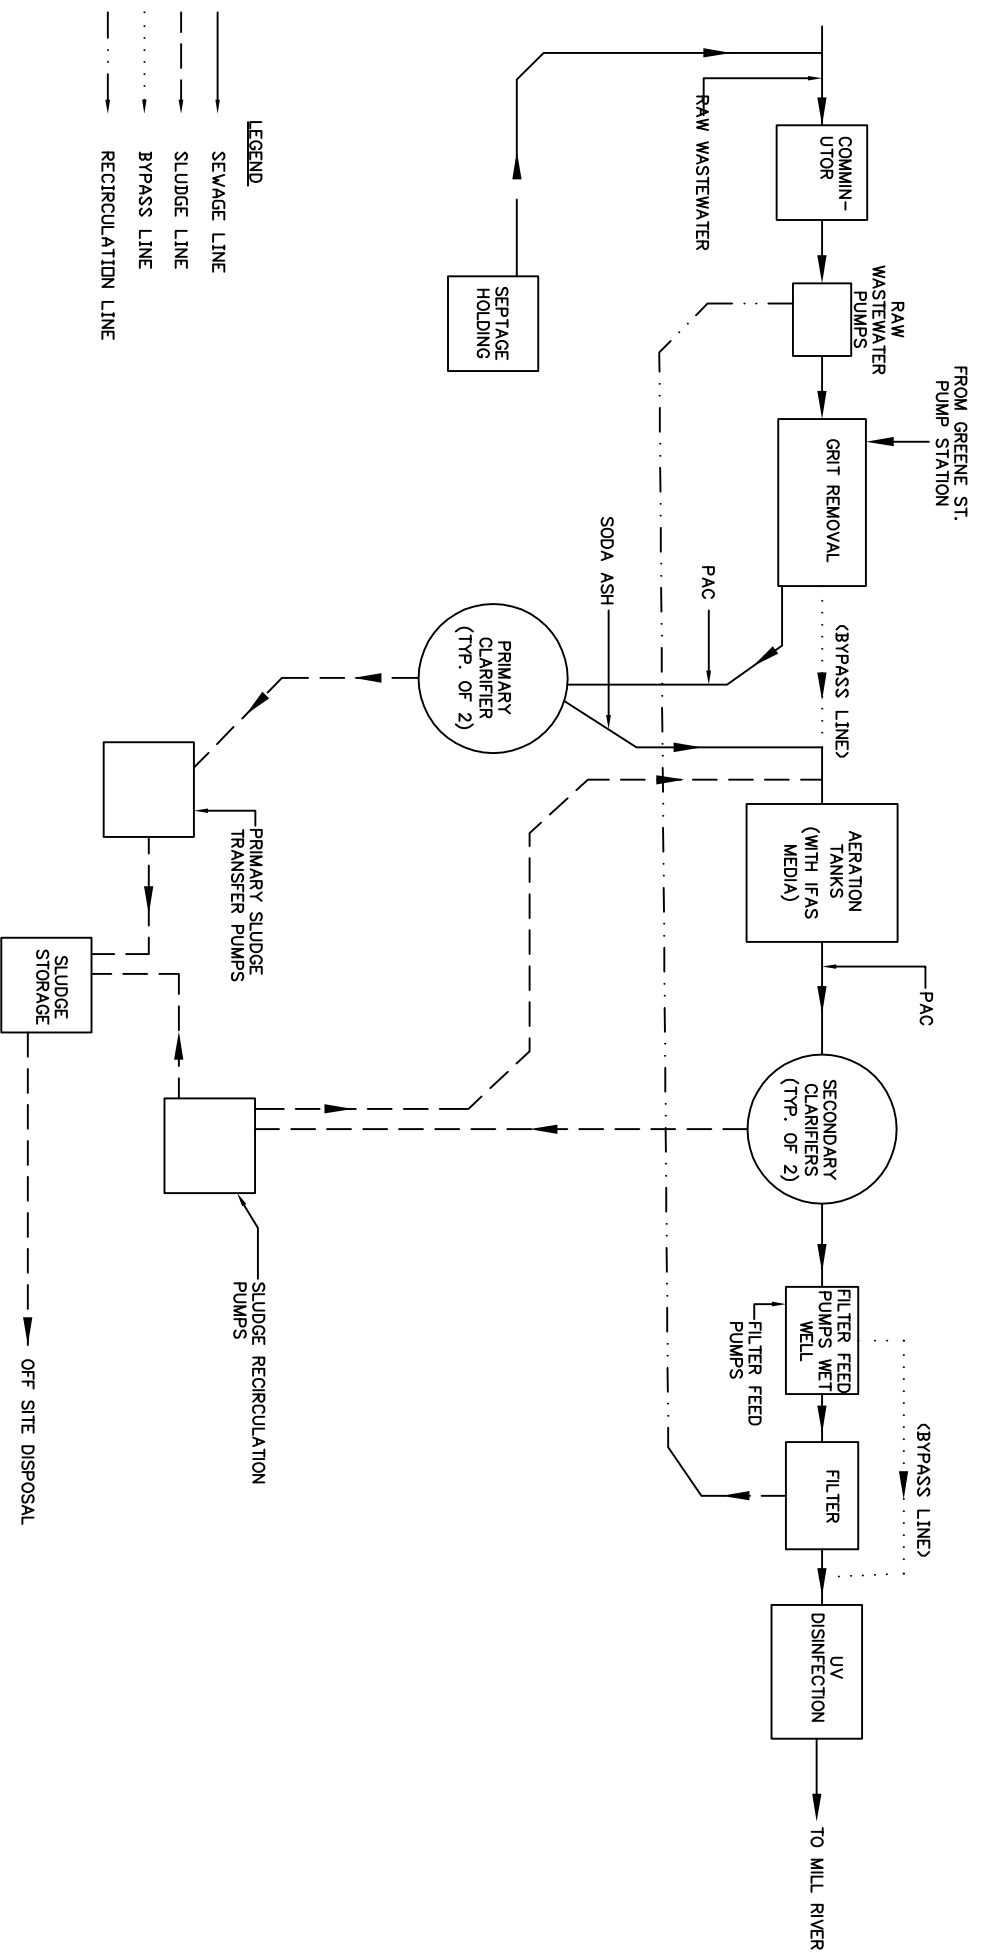 RAW WASTEWATER
COMMIN-
UTOR
RAW
WASTEWATER
PUMPS
FROM GREENE ST.
PUMP STATION
GRIT REMOVAL
(BYPASS LINE)
PAC
SODA ASH
PRIMARY
CLARIFIER
(TYP. OF 2)
AERATION
TANKS
(WITH IFAS
MEDIA)
PAC
SECONDARY
CLARIFIERS
(TYP. OF 2)
FILTER FEED
PUMPS WET
WELL
FILTER FEED
PUMPS
(BYPASS LINE)
FILTER
UV
DISINFECTION
TO MILL RIVER
SEPTAGE
HOLDING
PRIMARY SLUDGE
TRANSFER PUMPS
SLUDGE
STORAGE
SLUDGE RECIRCULATION
PUMPS
OFF SITE DISPOSAL
LEGEND
SEWAGE LINE
SLUDGE LINE
BYPASS LINE
RECIRCULATION LINE